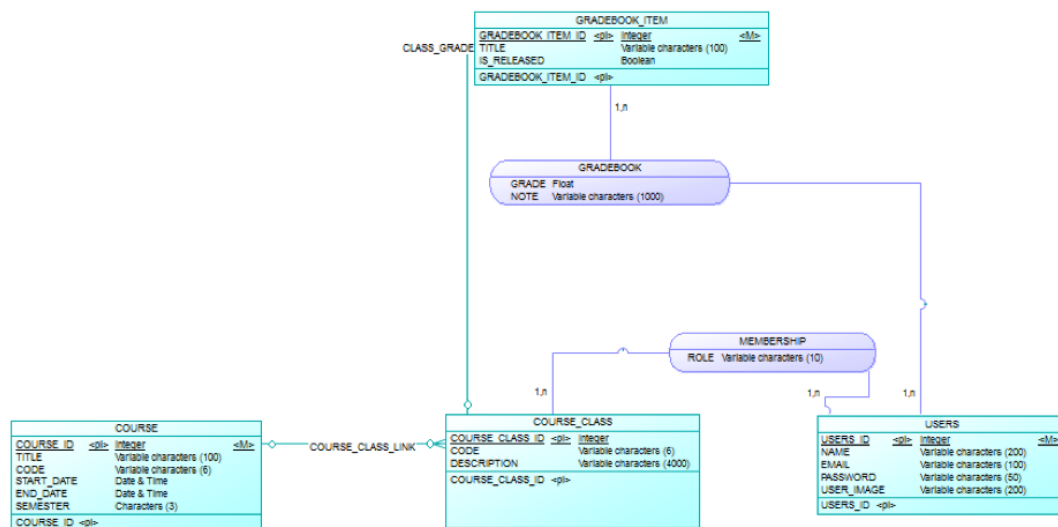 GRADEBOOK_ITEM
GRADEBOOK_ITEM_ID <pi> Integer <M>
TITLE Variable characters (100)
IS_RELEASED Boolean
GRADEBOOK_ITEM_ID <pi>
CLASS_GRADE
1,n
GRADEBOOK
GRADE Float
NOTE Variable characters (1000)
MEMBERSHIP
ROLE Variable characters (10)
1,n
1,n
1,n
COURSE
COURSE_ID <pi> Integer <M>
TITLE Variable characters (100)
CODE Variable characters (6)
START_DATE Date & Time
END_DATE Date & Time
SEMESTER Characters (3)
COURSE_ID <pi>
COURSE_CLASS_LINK
COURSE_CLASS
COURSE_CLASS_ID <pi> Integer
CODE Variable characters (6)
DESCRIPTION Variable characters (4000)
COURSE_CLASS_ID <pi>
USERS
USERS_ID <pi> Integer <M>
NAME Variable characters (200)
EMAIL Variable characters (100)
PASSWORD Variable characters (50)
USER_IMAGE Variable characters (200)
USERS_ID <pi>